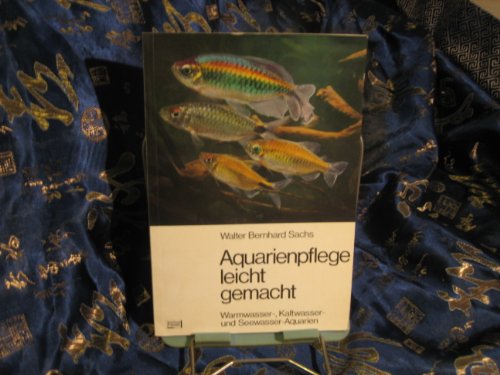 Walter Bernhard Sachs
Aquarienpflege
leicht
gemacht
Warmwasser-, Kaltwasser-
und Seewasser-Aquarien